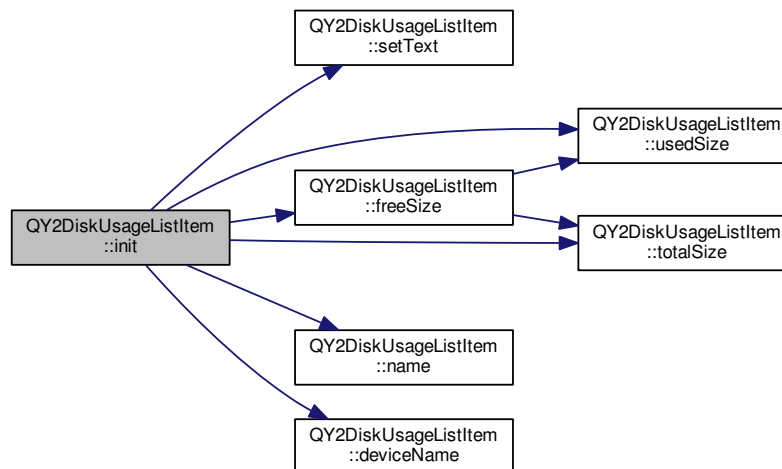 QY2DiskUsageListItem
::setText
QY2DiskUsageListItem
::usedSize
QY2DiskUsageListItem
::freeSize
QY2DiskUsageListItem
::init
QY2DiskUsageListItem
::totalSize
QY2DiskUsageListItem
::name
QY2DiskUsageListItem
::deviceName